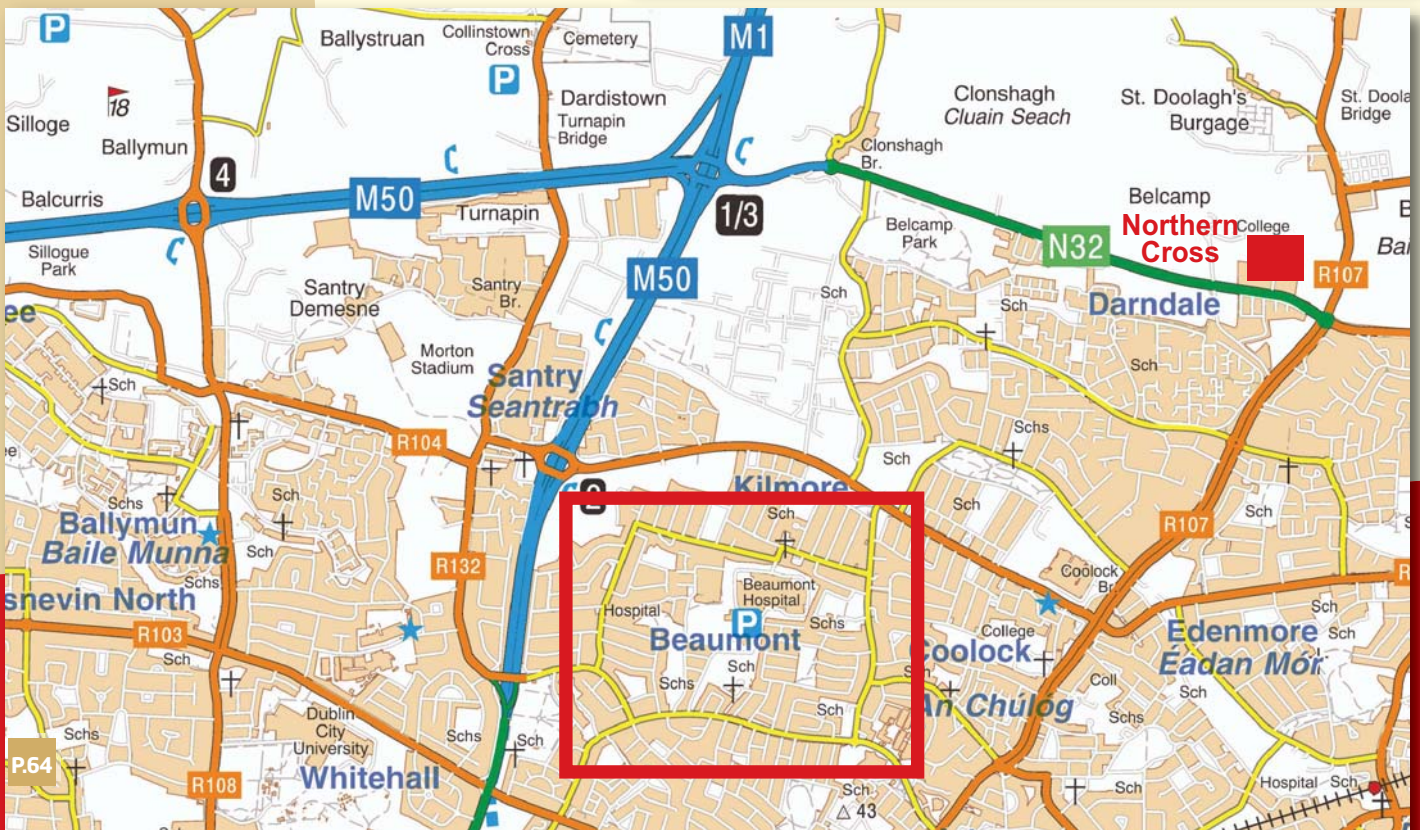 P
Ballystruan
Collinstown
Cross
Cemetery
M1
P
18
Silloge
Ballymun
Dardistown
Turnapin
Bridge
Clonshagh
Cluain Seach
St. Doolagh's
Burgage
St. Doola
Bridge
Clonshagh
Br.
4
Balcurris
M50
Turnapin
1/3
Belcamp
Park
Belcamp
Northern
Cross
College
N32
R107
Sillogue
Park
Santry
Demesne
Santry
Br.
M50
Sch
Sch
Darndale
ee
Morton
Stadium
Sch
Sch
Santry
Seantrabh
R104
Schs
Sch
Kilmore
2
Sch
Sch
Schs
Sch
Ballymun
Baile Munna
Sch
Schs
R107
Sch
R132
Coolock
Br.
snevin North
Beaumont
Hospital
Hospital
P
Schs
Beaumont
R103
Sch
Sch
Schs
Sch
College
Coolock
An Chúlóg
Edenmore
Éadan Mór
Sch
Sch
Sch
Coll
Schs
Dublin
City
University
Schs
Sch
Schs
Sch
P.64
R108
Whitehall
Sch
43
Sch
Hospital
Sch